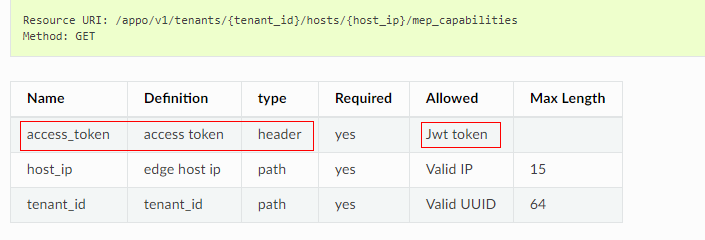 Resource URI: /appo/v1/tenants/{tenant_id}/hosts/{host_ip}/mep_capabilities
Method: GET
Name Definition type Required Allowed Max Length
access_token access token header yes Jwt token
host_ip edge host ip path yes Valid IP 15
tenant_id tenant_id path yes Valid UUID 64